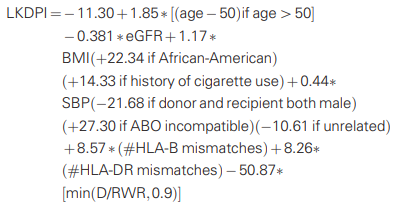 LKDPI = − 11.30 + 1.85 * [(age − 50)if age > 50]
− 0.381 * eGFR + 1.17 *
BMI(+22.34 if African-American)
(+14.33 if history of cigarette use) + 0.44*
SBP(−21.68 if donor and recipient both male)
(+27.30 if ABO incompatible)(−10.61 if unrelated)
+ 8.57 * (#HLA-B mismatches) + 8.26*
(#HLA-DR mismatches) − 50.87*
[min(D/RWR, 0.9)]